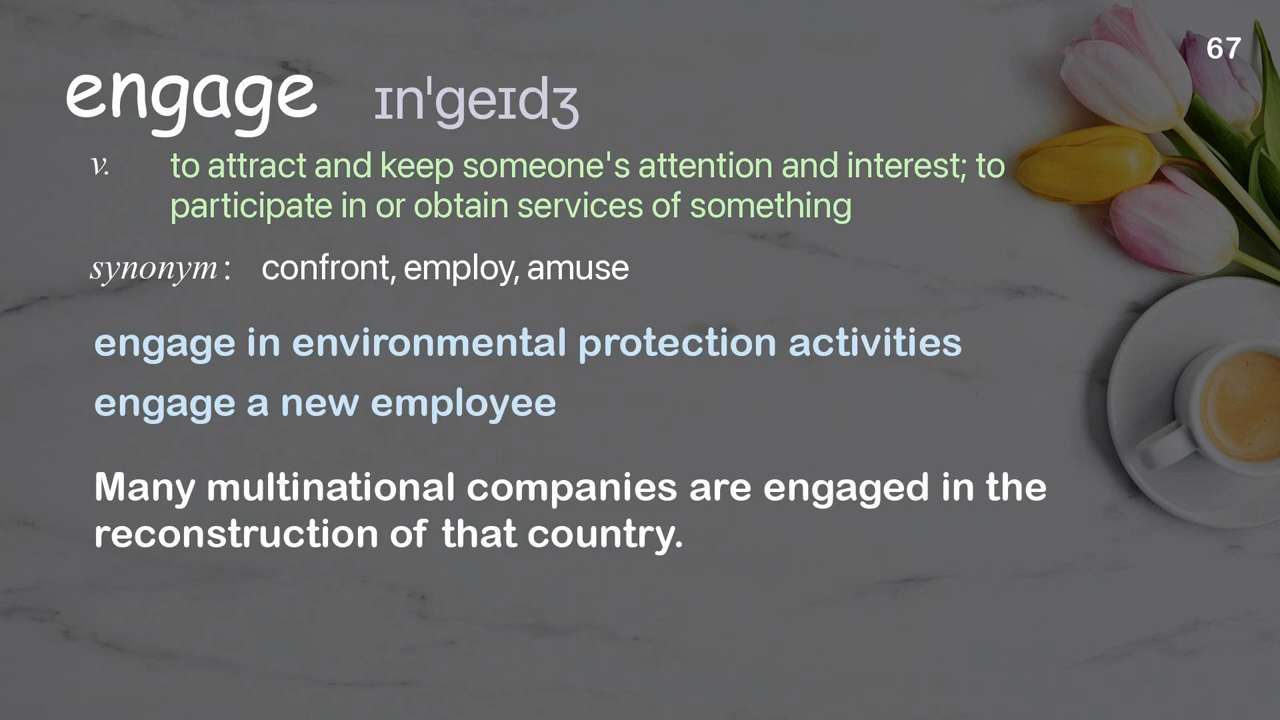 67
engage ɪnˈgeɪdʒ
v. to attract and keep someone's attention and interest; to
participate in or obtain services of something
synonym: confront, employ, amuse
engage in environmental protection activities
engage a new employee
Many multinational companies are engaged in the
reconstruction of that country.